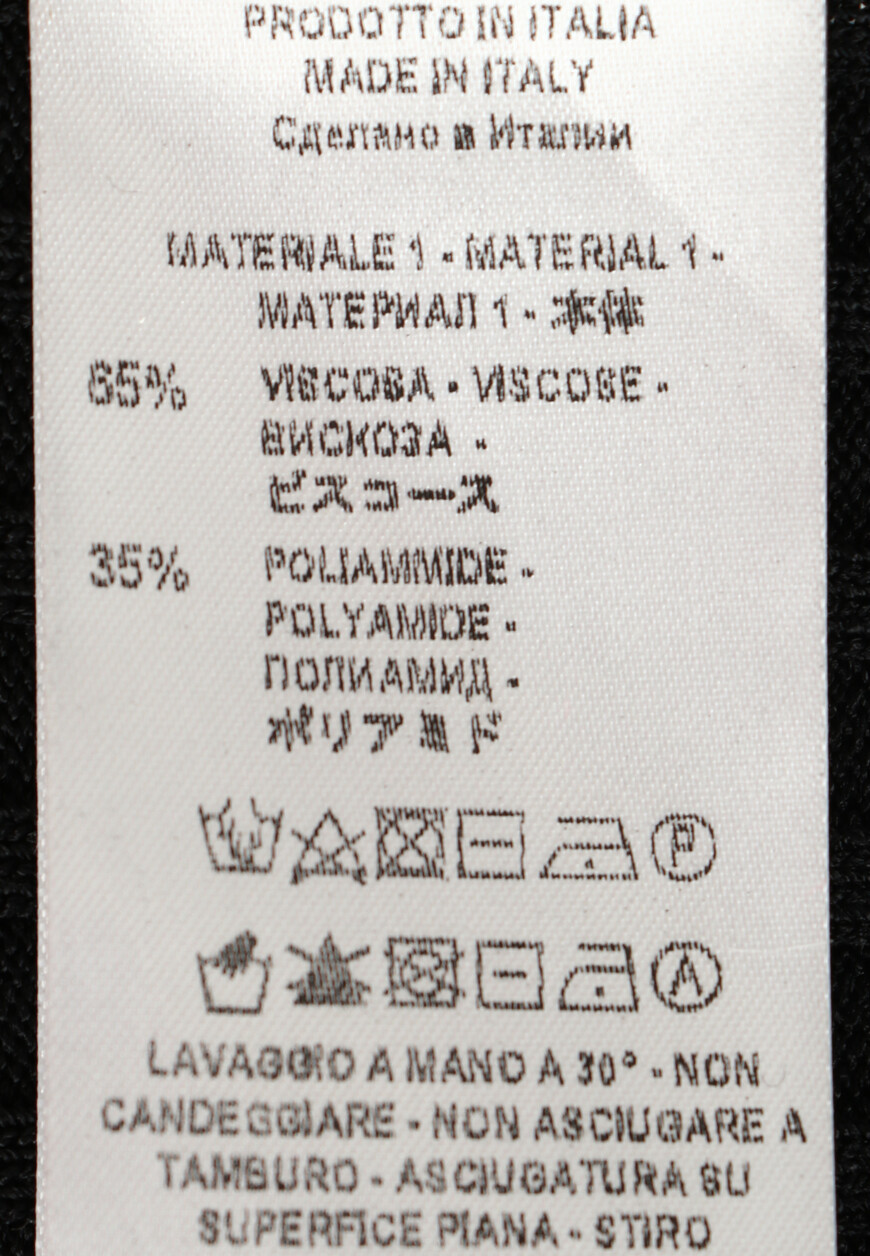 PRODOTTO IN ITALIA
MADE IN ITALY
Сделано в Италии
MATERIALE 1 - MATERIAL 1 -
МАТЕРИАЛ 1 - 本体
65% VISCOSA - VISCOSE -
ВИСКОЗА -
ビスコース
35% POLIAMMIDE -
POLYAMIDE -
ПОЛИАМИД -
ポリアミド
P
A
LAVAGGIO A MANO A 30° - NON
CANDEGGIARE - NON ASCIUGARE A
TAMBURO - ASCIUGATURA SU
SUPERFICE PIANA - STIRO